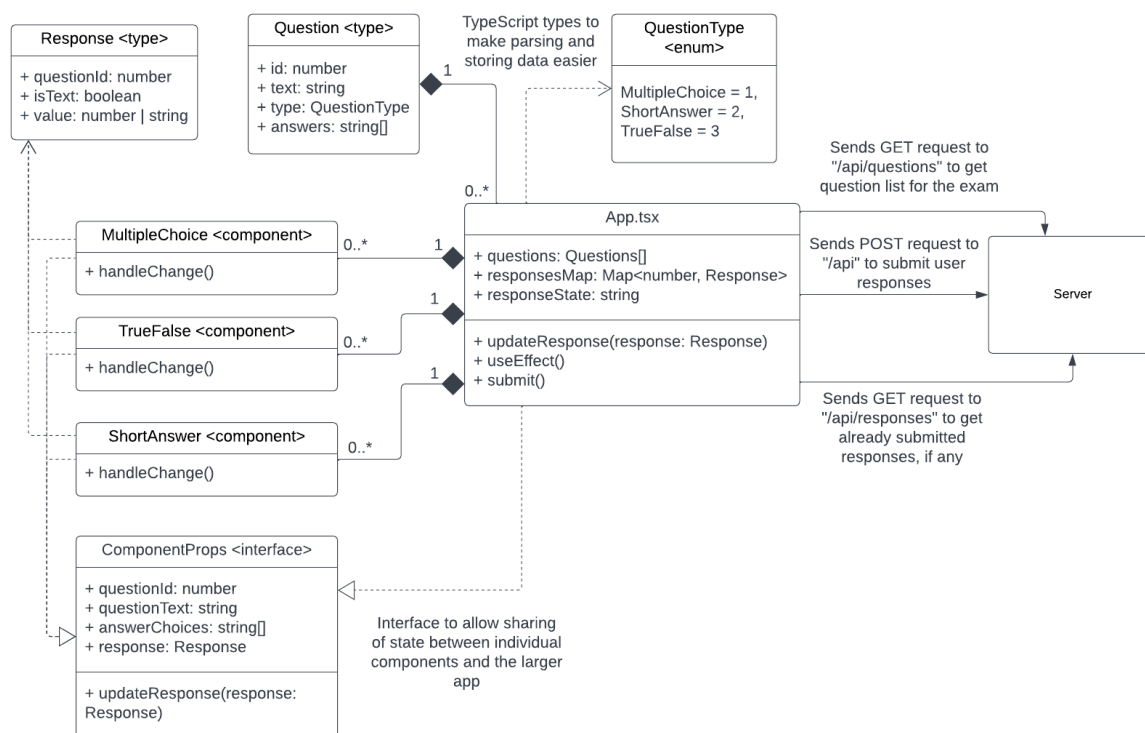 Response <type>
+ questionId: number
+ isText: boolean
+ value: number | string
Question <type>
+ id: number
+ text: string
+ type: QuestionType
+ answers: string[]
1
0..*
TypeScript types to
make parsing and
storing data easier
QuestionType
<enum>
MultipleChoice = 1,
ShortAnswer = 2,
TrueFalse = 3
MultipleChoice <component>
+ handleChange()
0..*
1
TrueFalse <component>
+ handleChange()
0..*
1
ShortAnswer <component>
+ handleChange()
0..*
1
App.tsx
+ questions: Questions[]
+ responsesMap: Map<number, Response>
+ responseState: string
+ updateResponse(response: Response)
+ useEffect()
+ submit()
Sends GET request to
"/api/questions" to get
question list for the exam
Sends POST request to
"/api" to submit user
responses
Server
Sends GET request to
"/api/responses" to get
already submitted
responses, if any
ComponentProps <interface>
+ questionId: number
+ questionText: string
+ answerChoices: string[]
+ response: Response
+ updateResponse(response:
Response)
Interface to allow sharing
of state between individual
components and the larger
app